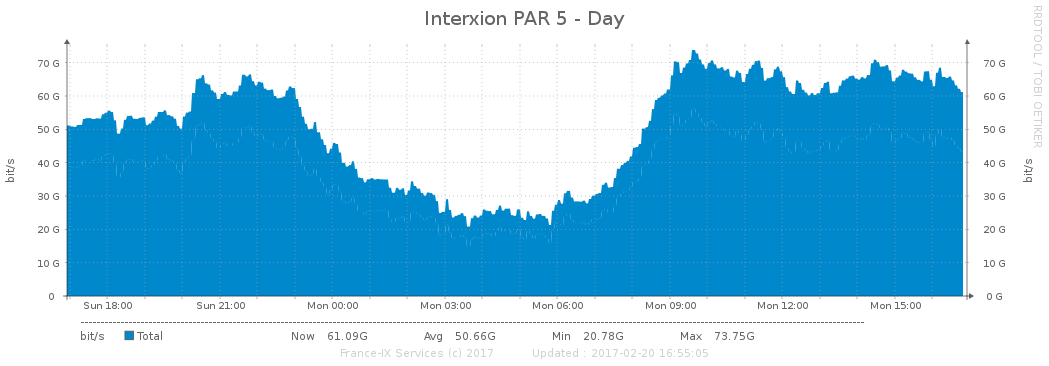 Interxion PAR 5 - Day
RRDTOOL / TOBI OETIKER
bit/s
bit/s
70 G 70 G
60 G 60 G
50 G 50 G
40 G 40 G
30 G 30 G
20 G 20 G
10 G 10 G
0 0 G
Sun 18:00 Sun 21:00 Mon 00:00 Mon 03:00 Mon 06:00 Mon 09:00 Mon 12:00 Mon 15:00
bit/s Total Now 61.09G Avg 50.66G Min 20.78G Max 73.75G
France-IX Services (c) 2017 Updated : 2017-02-20 16:55:05